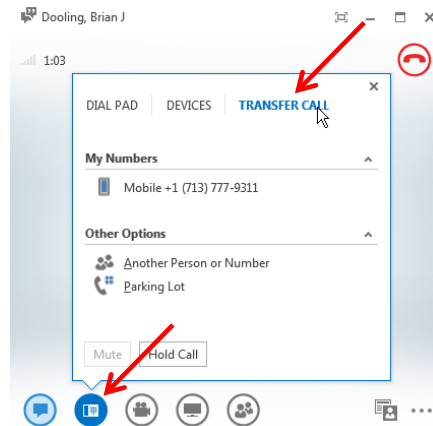 Dooling, Brian J
1:03
DIAL PAD DEVICES TRANSFER CALL
My Numbers
Mobile +1 (713) 777-9311
Other Options
Another Person or Number
Parking Lot
Mute Hold Call